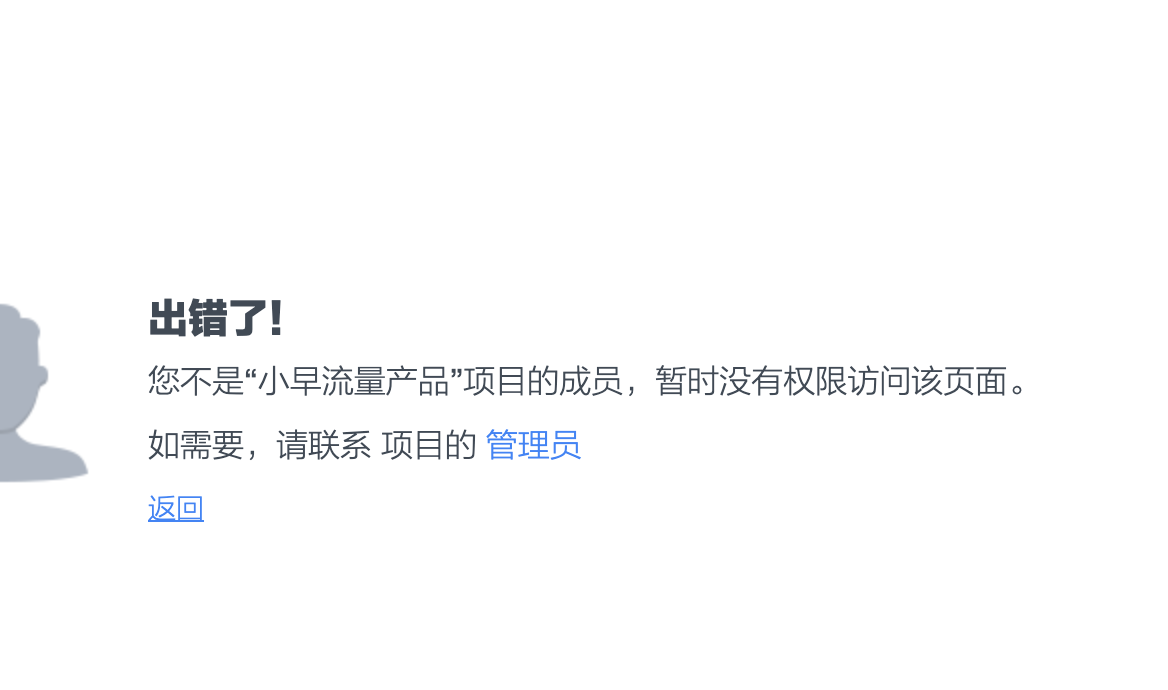 出错了!
您不是“小早流量产品”项目的成员，暂时没有权限访问该页面。
如需要，请联系 项目的 管理员
返回